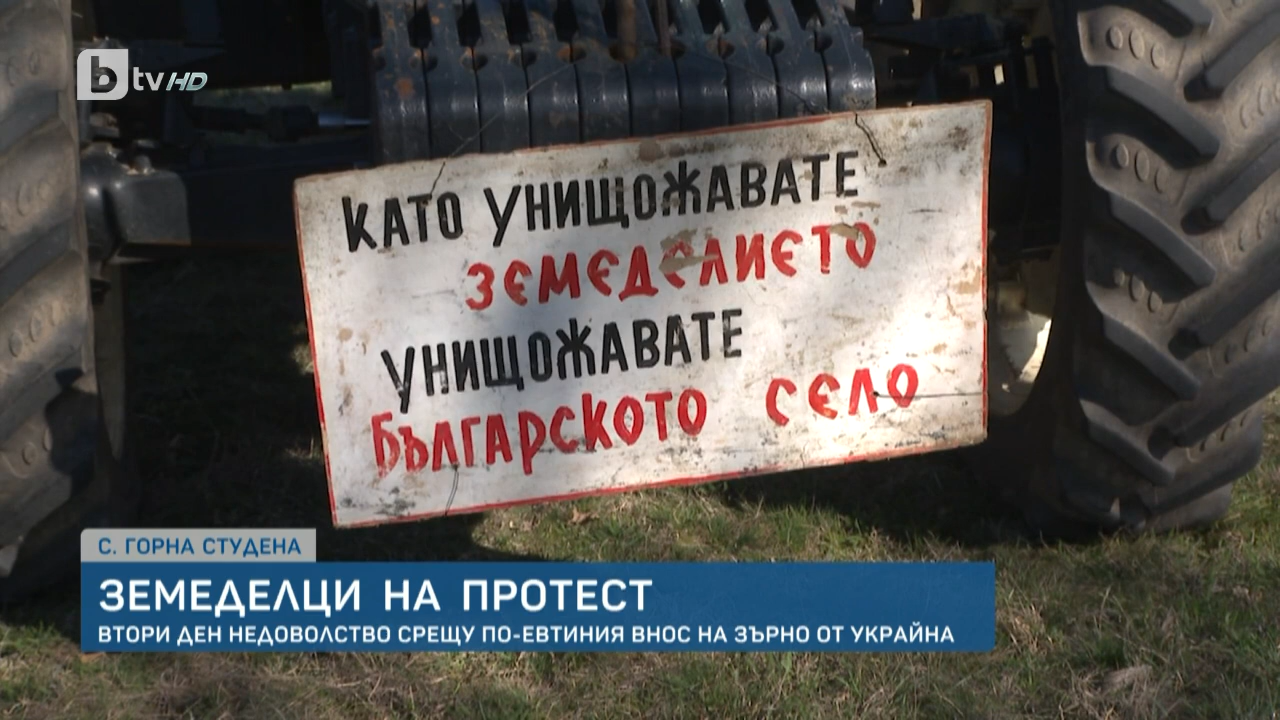 btv HD
КАТО УНИЩОЖАВАТЕ
ЗЕМЕДЕЛИЕТО
УНИЩОЖАВАТЕ
БЪЛГАРСКОТО СЕЛО
С. ГОРНА СТУДЕНА
ЗЕМЕДЕЛЦИ НА ПРОТЕСТ
ВТОРИ ДЕН НЕДОВОЛСТВО СРЕЩУ ПО-ЕВТИНИЯ ВНОС НА ЗЪРНО ОТ УКРАЙНА